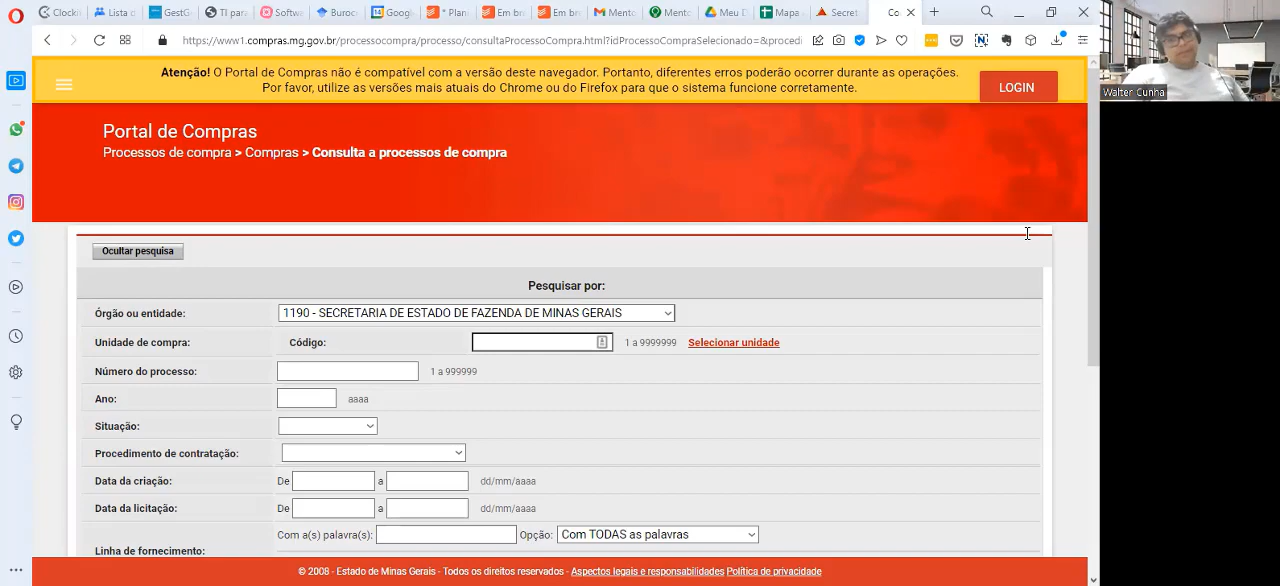 Clocki
Lista d
GestG
TI para
Softw
Buroc
Googl
* Plan
Em br
Em br
Mento
Mento
Meu D
Mapa
Secret
Co
https://www1.compras.mg.gov.br/processocompra/processo/consultaProcessoCompra.html?idProcessoCompraSelecionado=&procedi
Atenção! O Portal de Compras não é compatível com a versão deste navegador. Portanto, diferentes erros poderão ocorrer durante as operações.
Por favor, utilize as versões mais atuais do Chrome ou do Firefox para que o sistema funcione corretamente.
LOGIN
Walter Cunha
Portal de Compras
Processos de compra > Compras > Consulta a processos de compra
Ocultar pesquisa
Pesquisar por:
Órgão ou entidade: 1190 - SECRETARIA DE ESTADO DE FAZENDA DE MINAS GERAIS
Unidade de compra: Código: 1 a 9999999 Selecionar unidade
Número do processo: 1 a 999999
Ano: aaaa
Situação:
Procedimento de contratação:
Data da criação: De a dd/mm/aaaa
Data da licitação: De a dd/mm/aaaa
Com a(s) palavra(s): Opção: Com TODAS as palavras
Linha de fornecimento:
© 2008 - Estado de Minas Gerais - Todos os direitos reservados - Aspectos legais e responsabilidades Política de privacidade